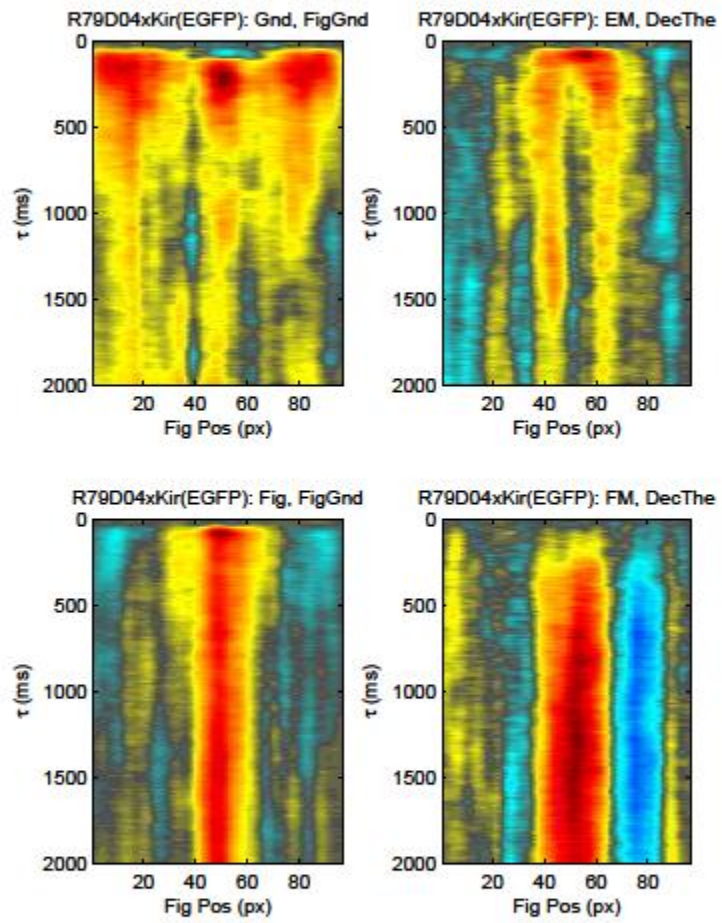 R79D04xKir(EGFP): Gnd, FigGnd
R79D04xKir(EGFP): EM, DecThe
0
500
1000
1500
2000
τ (ms)
20 40 60 80
Fig Pos (px)
0
500
1000
1500
2000
τ (ms)
20 40 60 80
Fig Pos (px)
R79D04xKir(EGFP): Fig, FigGnd
R79D04xKir(EGFP): FM, DecThe
0
500
1000
1500
2000
τ (ms)
20 40 60 80
Fig Pos (px)
0
500
1000
1500
2000
τ (ms)
20 40 60 80
Fig Pos (px)